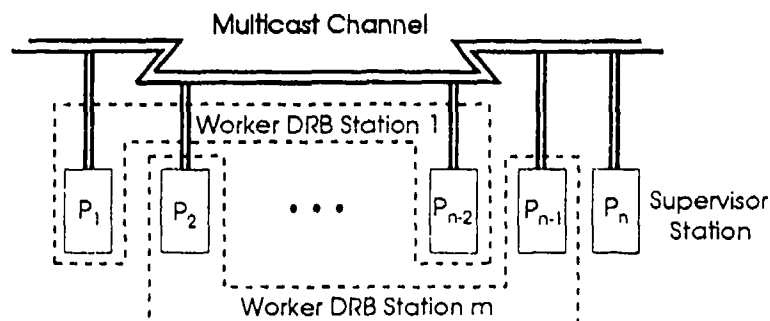 Multicast Channel
Worker DRB Station 1
P1
P2
• • •
Pn-2
Pn-1
Pn
Supervisor
Station
Worker DRB Station m